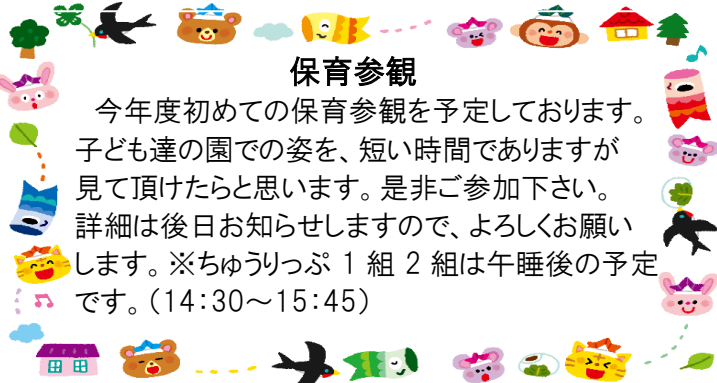 保育参観
今年度初めての保育参観を予定しております。
子ども達の園での姿を、短い時間でありますが
見て頂けたらと思います。是非ご参加下さい。
詳細は後日お知らせしますので、よろしくお願い
します。※ちゅうりっぷ 1 組 2 組は午睡後の予定
です。(14:30～15:45)